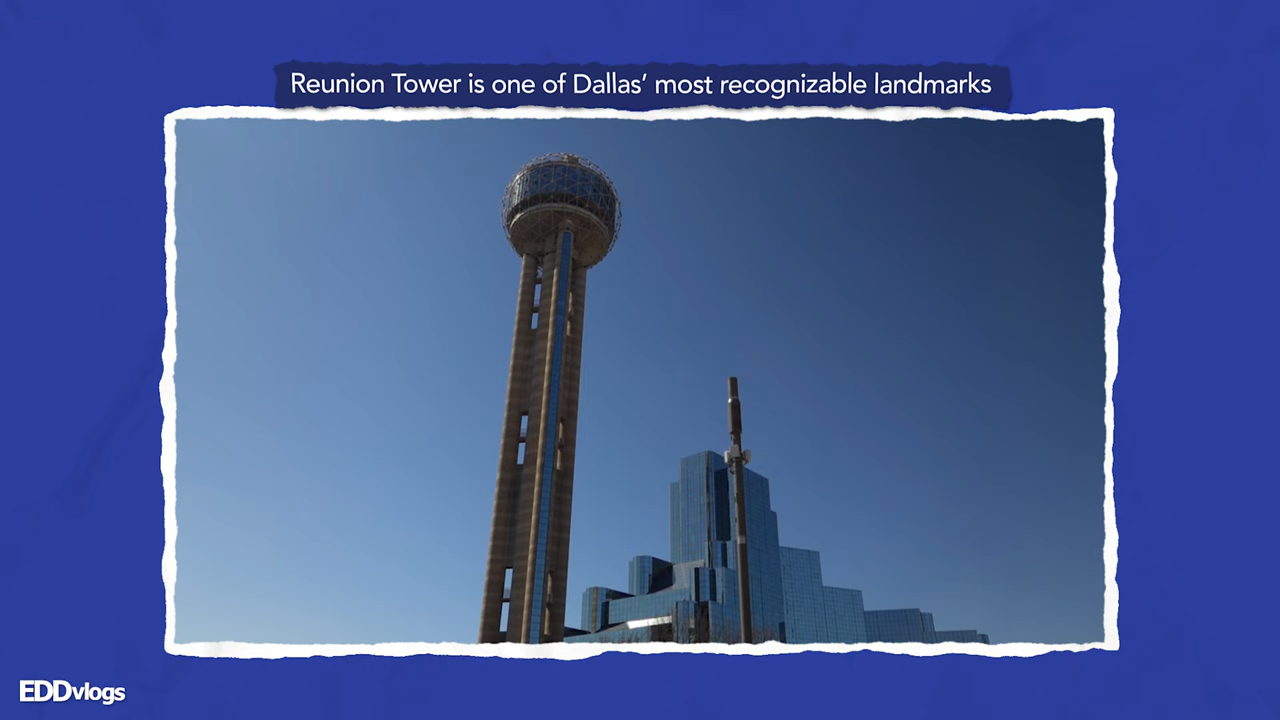 Reunion Tower is one of Dallas’ most recognizable landmarks
EDDvlogs